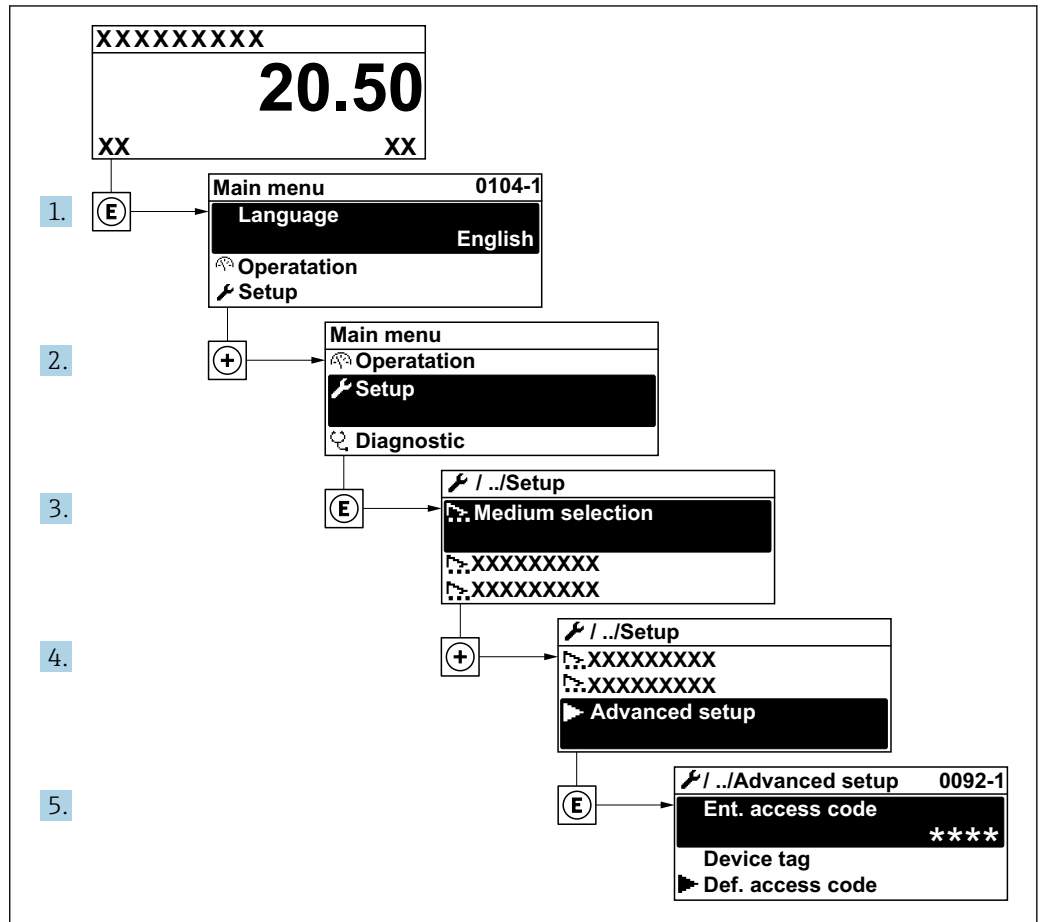 XXXXXXXXX
20.50
XX XX
1. E Main menu 0104-1
Language
English
Operatation
Setup
2. + Main menu
Operatation
Setup
Diagnostic
3. E / ../Setup
Medium selection
XXXXXXXXX
XXXXXXXXX
4. + / ../Setup
XXXXXXXXX
XXXXXXXXX
Advanced setup
5. E / ../Advanced setup 0092-1
Ent. access code
****
Device tag
Def. access code